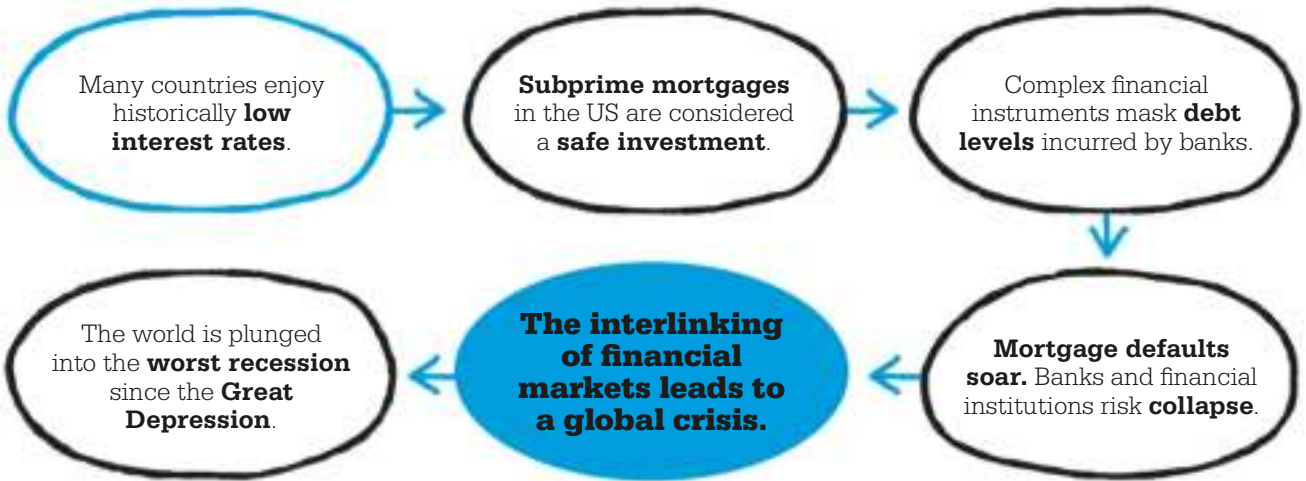 Many countries enjoy
historically low
interest rates.
Subprime mortgages
in the US are considered
a safe investment.
Complex financial
instruments mask debt
levels incurred by banks.
Mortgage defaults
soar. Banks and financial
institutions risk collapse.
The interlinking
of financial
markets leads to
a global crisis.
The world is plunged
into the worst recession
since the Great
Depression.